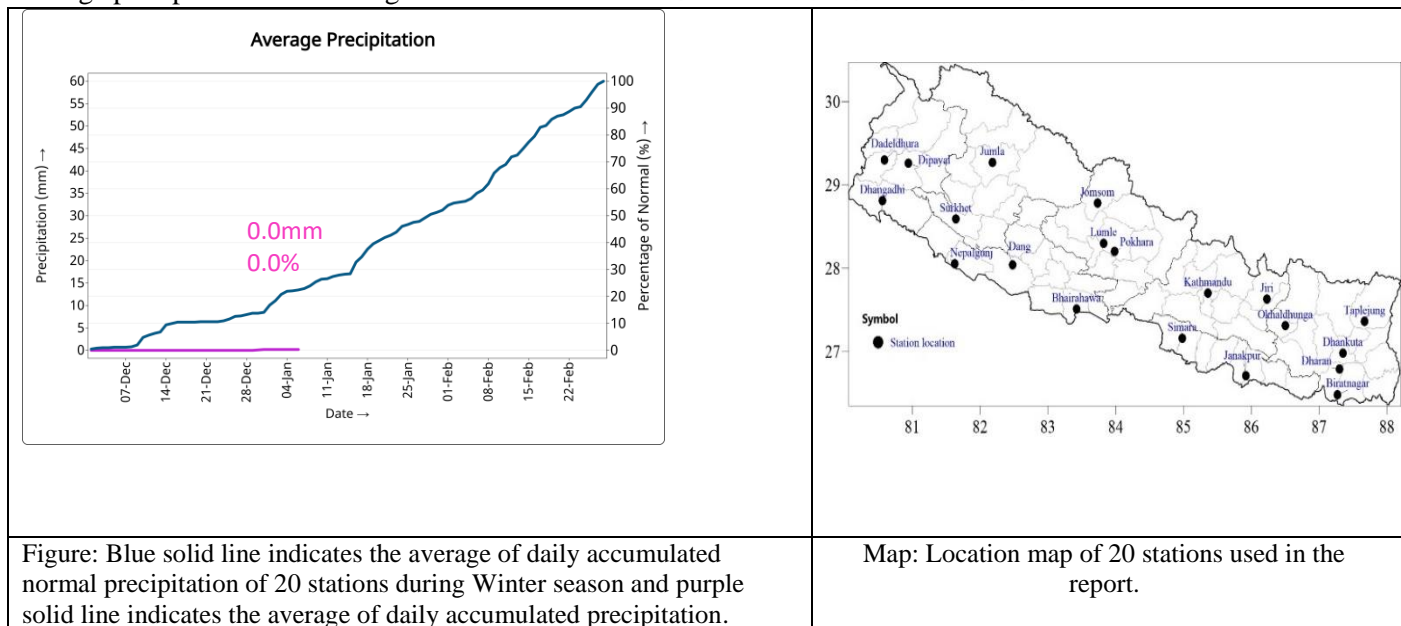 Average Precipitation
Precipitation (mm) →
60
55
50
45
40
35
30
25
20
15
10
5
0
100
90
80
70
60
50
40
30
20
10
0
Percentage of Normal (%) →
0.0mm
0.0%
07-Dec
14-Dec
21-Dec
28-Dec
04-Jan
11-Jan
18-Jan
25-Jan
01-Feb
08-Feb
15-Feb
22-Feb
Date →
30
29
28
27
Dadeldhura
Dipayal
Jumla
Dhangadhi
Surkhet
Jomsom
Lumle
Pokhara
Nepalgunj
Dang
Bhairahawa
Kathmandu
Jiri
Okhaldhunga
Taplejung
Simara
Dhankuta
Janakpur
Dharan
Biratnagar
Symbol
Station location
81 82 83 84 85 86 87 88
Figure: Blue solid line indicates the average of daily accumulated
normal precipitation of 20 stations during Winter season and purple
solid line indicates the average of daily accumulated precipitation.
Map: Location map of 20 stations used in the
report.